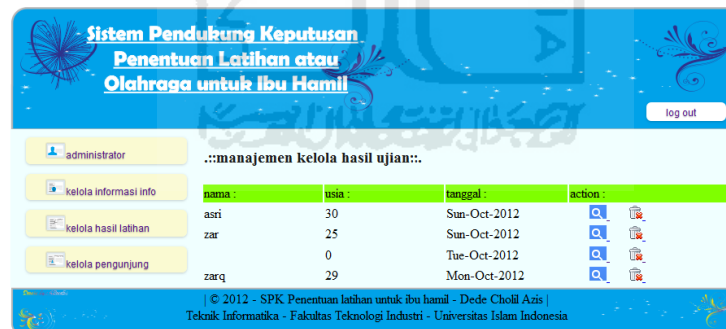 Sistem Pendukung Keputusan
Penentuan Latihan atau
Olahraga untuk Ibu Hamil
log out
administrator
kelola informasi info
kelola hasil latihan
kelola pengunjung
.::manajemen kelola hasil ujian::.
nama : usia : tanggal : action :
asri 30 Sun-Oct-2012
zar 25 Sun-Oct-2012
0 Tue-Oct-2012
zarq 29 Mon-Oct-2012
| © 2012 - SPK Penentuan latihan untuk ibu hamil - Dede Cholil Azis |
Teknik Informatika - Fakultas Teknologi Industri - Universitas Islam Indonesia